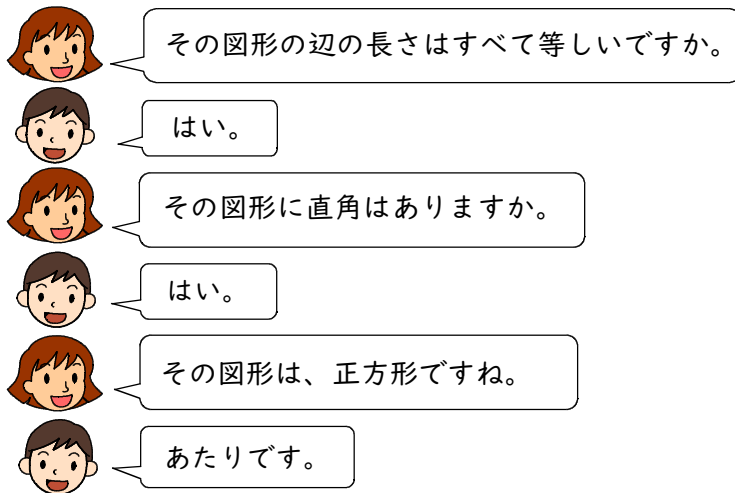 その図形の辺の長さはすべて等しいですか。
はい。
その図形に直角はありますか。
はい。
その図形は、正方形ですね。
あたりです。